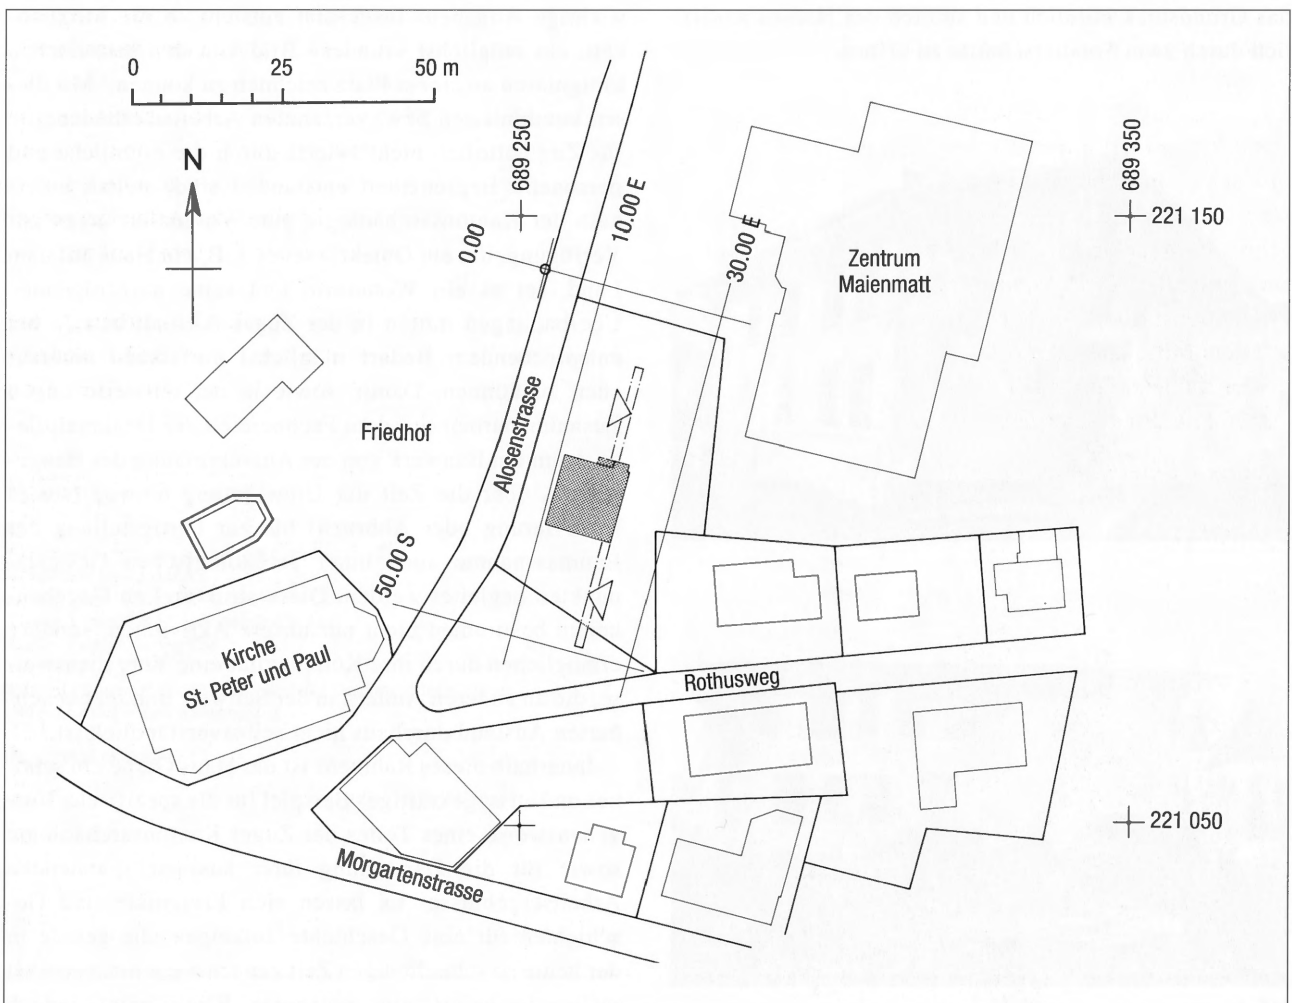 0 25 50 m
N
689 250
689 350
221 150
0.00
10.00 E
30.00 E
Zentrum
Maienmatt
Alosenstrasse
Friedhof
50.00 S
Kirche
St. Peter und Paul
Rothusweg
221 050
Morgartenstrasse